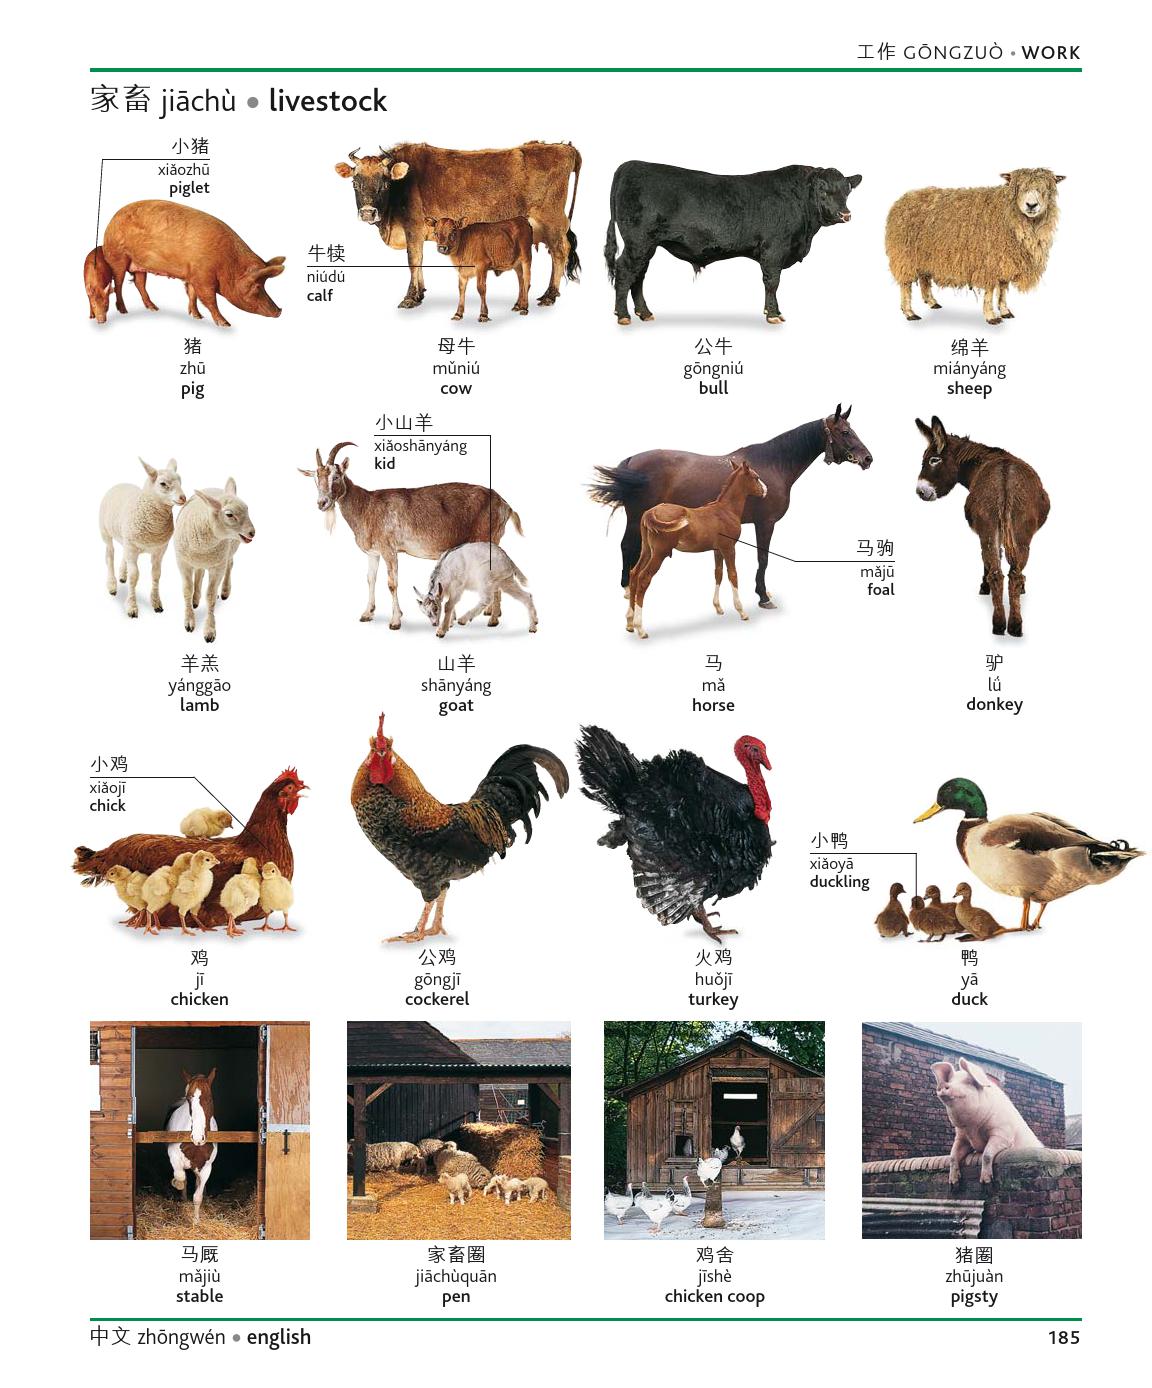 工作 GŌNGZUÒ • WORK
家畜 jiāchù • livestock
小猪
xiǎozhū
piglet
牛犊
niúdú
calf
猪
zhū
pig
母牛
mǔniú
cow
公牛
gōngniú
bull
绵羊
miányáng
sheep
小山羊
xiǎoshānyáng
kid
马驹
mǎjū
foal
羊羔
yánggāo
lamb
山羊
shānyáng
goat
马
mǎ
horse
驴
lǘ
donkey
小鸡
xiǎojī
chick
小鸭
xiǎoyā
duckling
鸡
jī
chicken
公鸡
gōngjī
cockerel
火鸡
huǒjī
turkey
鸭
yā
duck
马厩
mǎjiù
stable
家畜圈
jiāchùquān
pen
鸡舍
jīshè
chicken coop
猪圈
zhūjuàn
pigsty
中文 zhōngwén • english
185